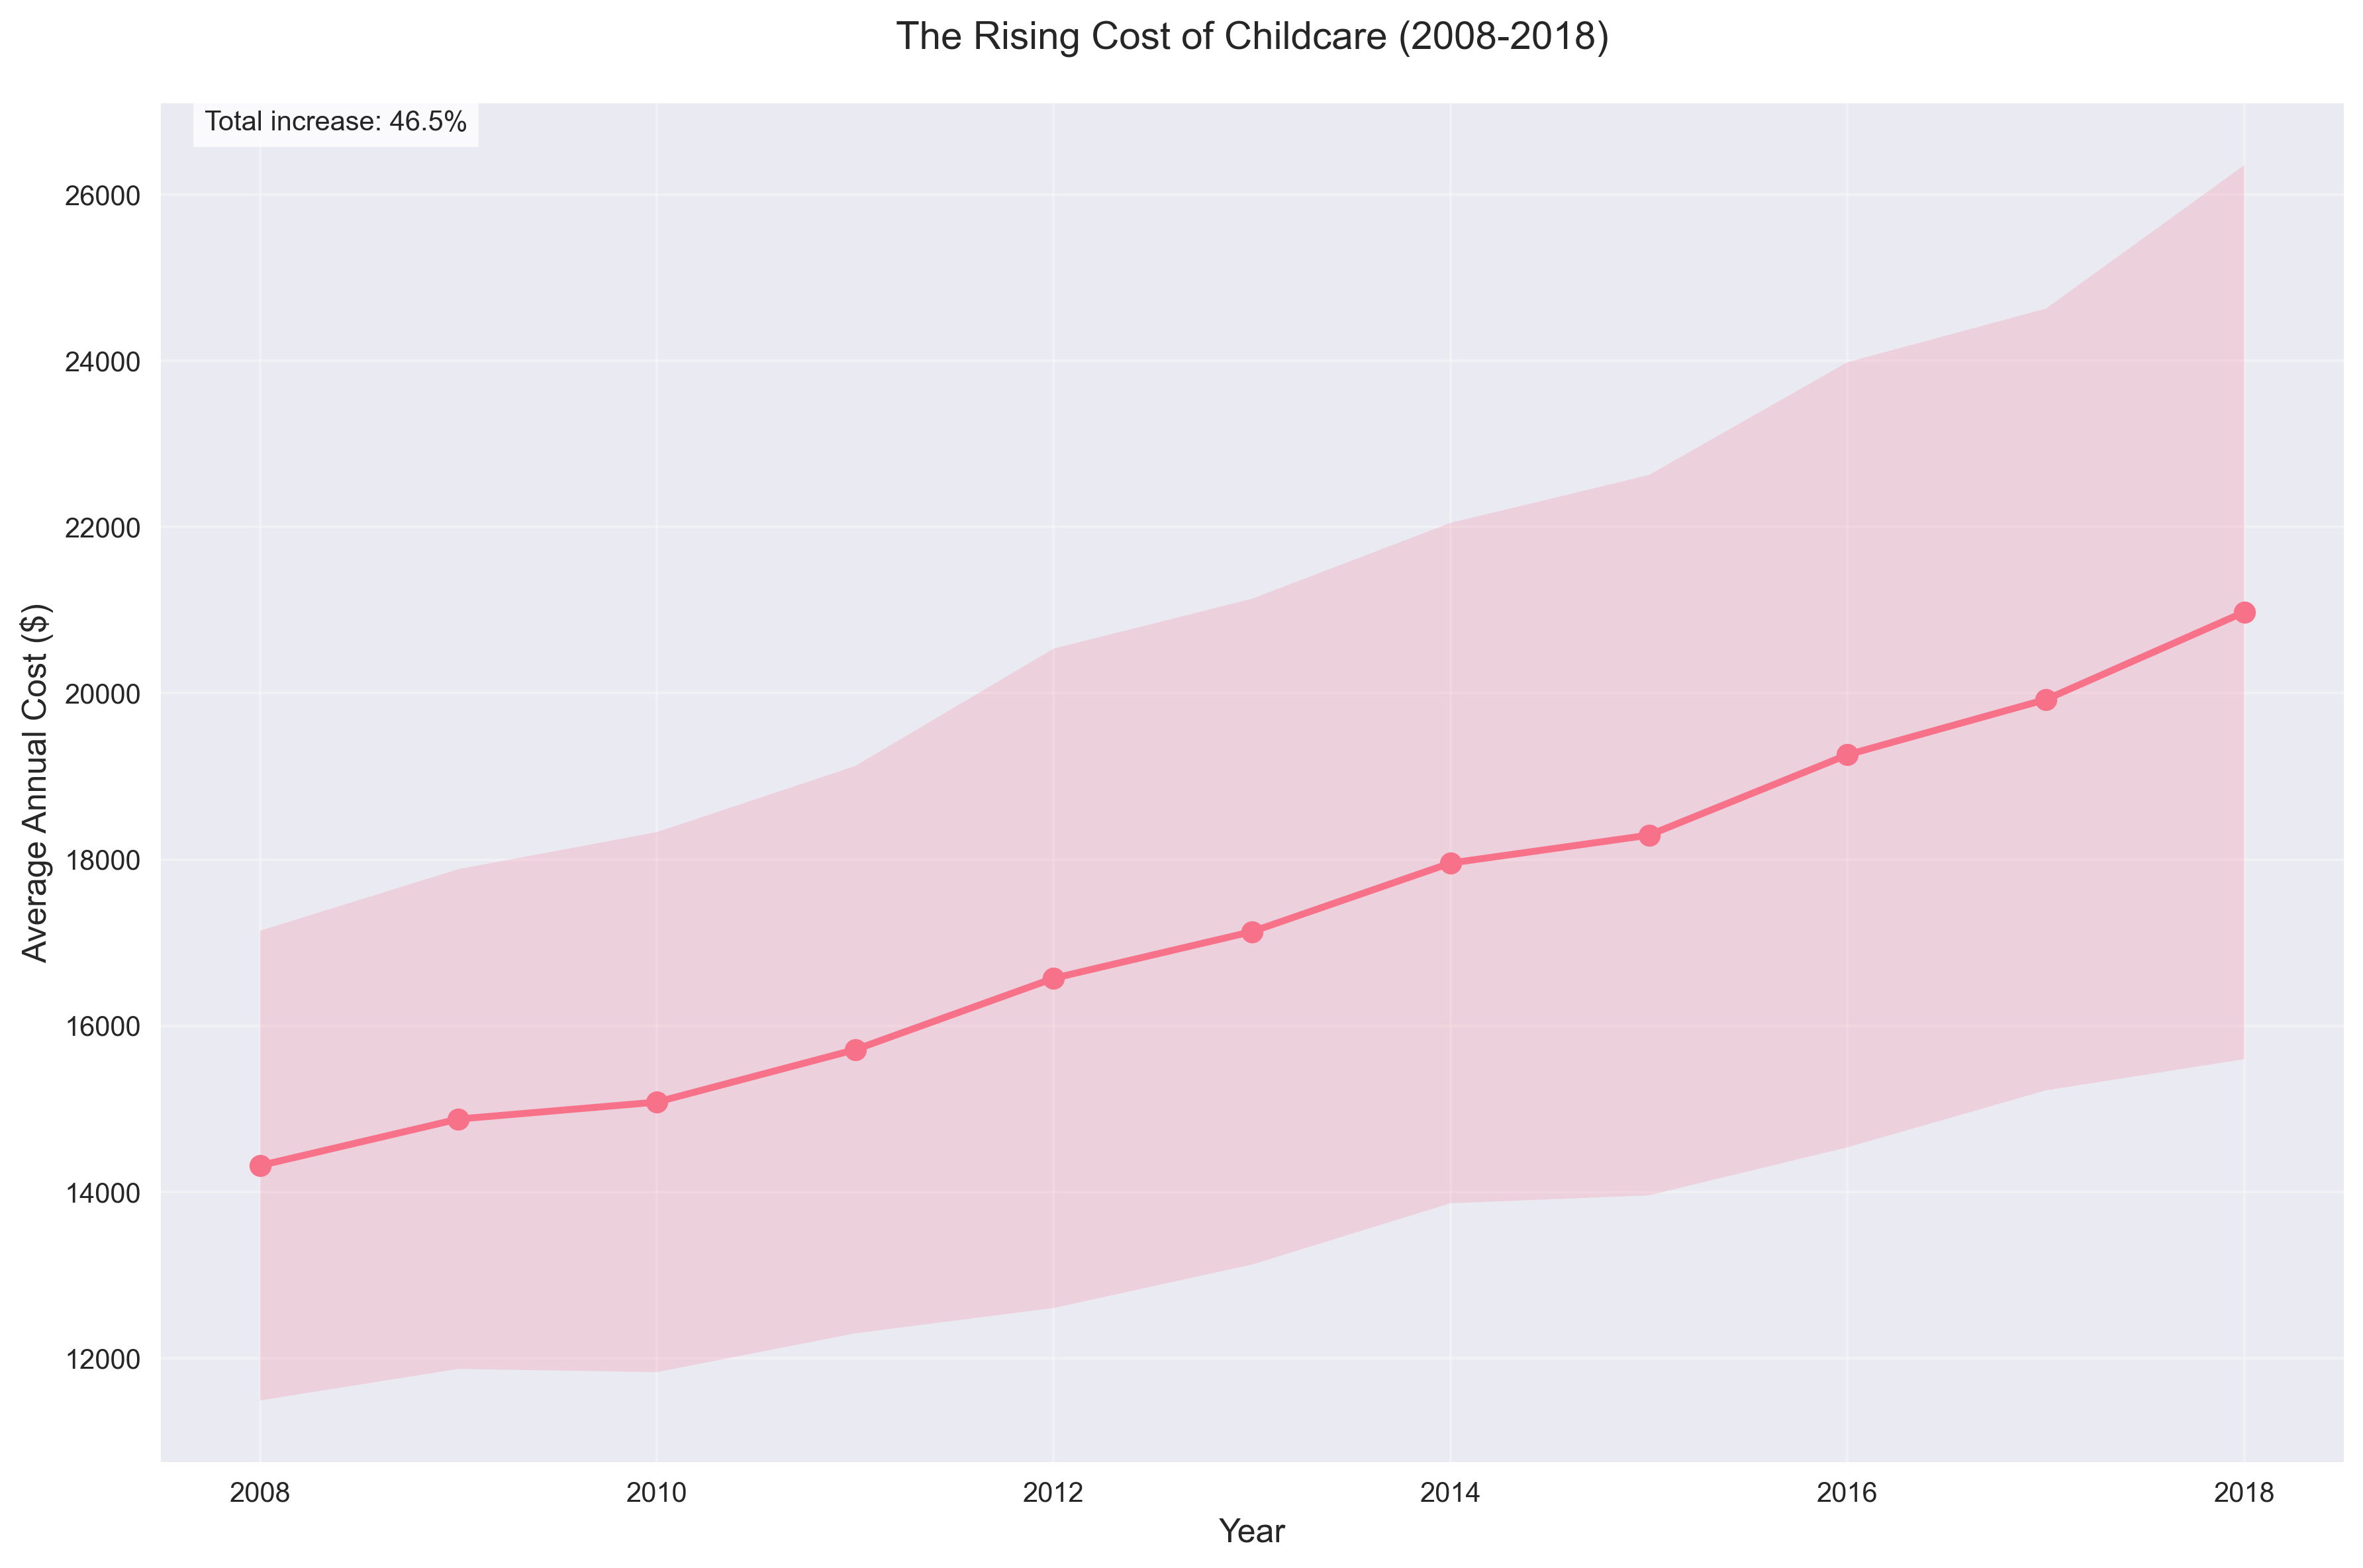 The Rising Cost of Childcare (2008-2018)
Total increase: 46.5%
26000
24000
22000
20000
18000
16000
14000
12000
Average Annual Cost ($)
2008 2010 2012 2014 2016 2018
Year